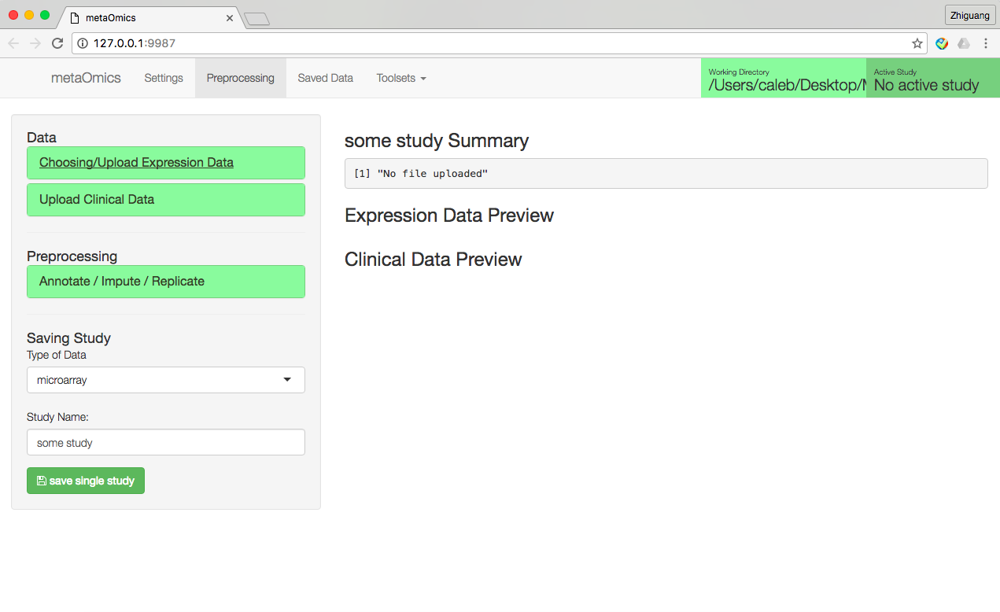 metaOmics
Zhiguang
127.0.0.1:9987
metaOmics Settings Preprocessing Saved Data Toolsets
Working Directory
/Users/caleb/Desktop/
Active Study
No active study
Data
Choosing/Upload Expression Data
Upload Clinical Data
Preprocessing
Annotate / Impute / Replicate
Saving Study
Type of Data
microarray
Study Name:
some study
save single study
some study Summary
[1] "No file uploaded"
Expression Data Preview
Clinical Data Preview